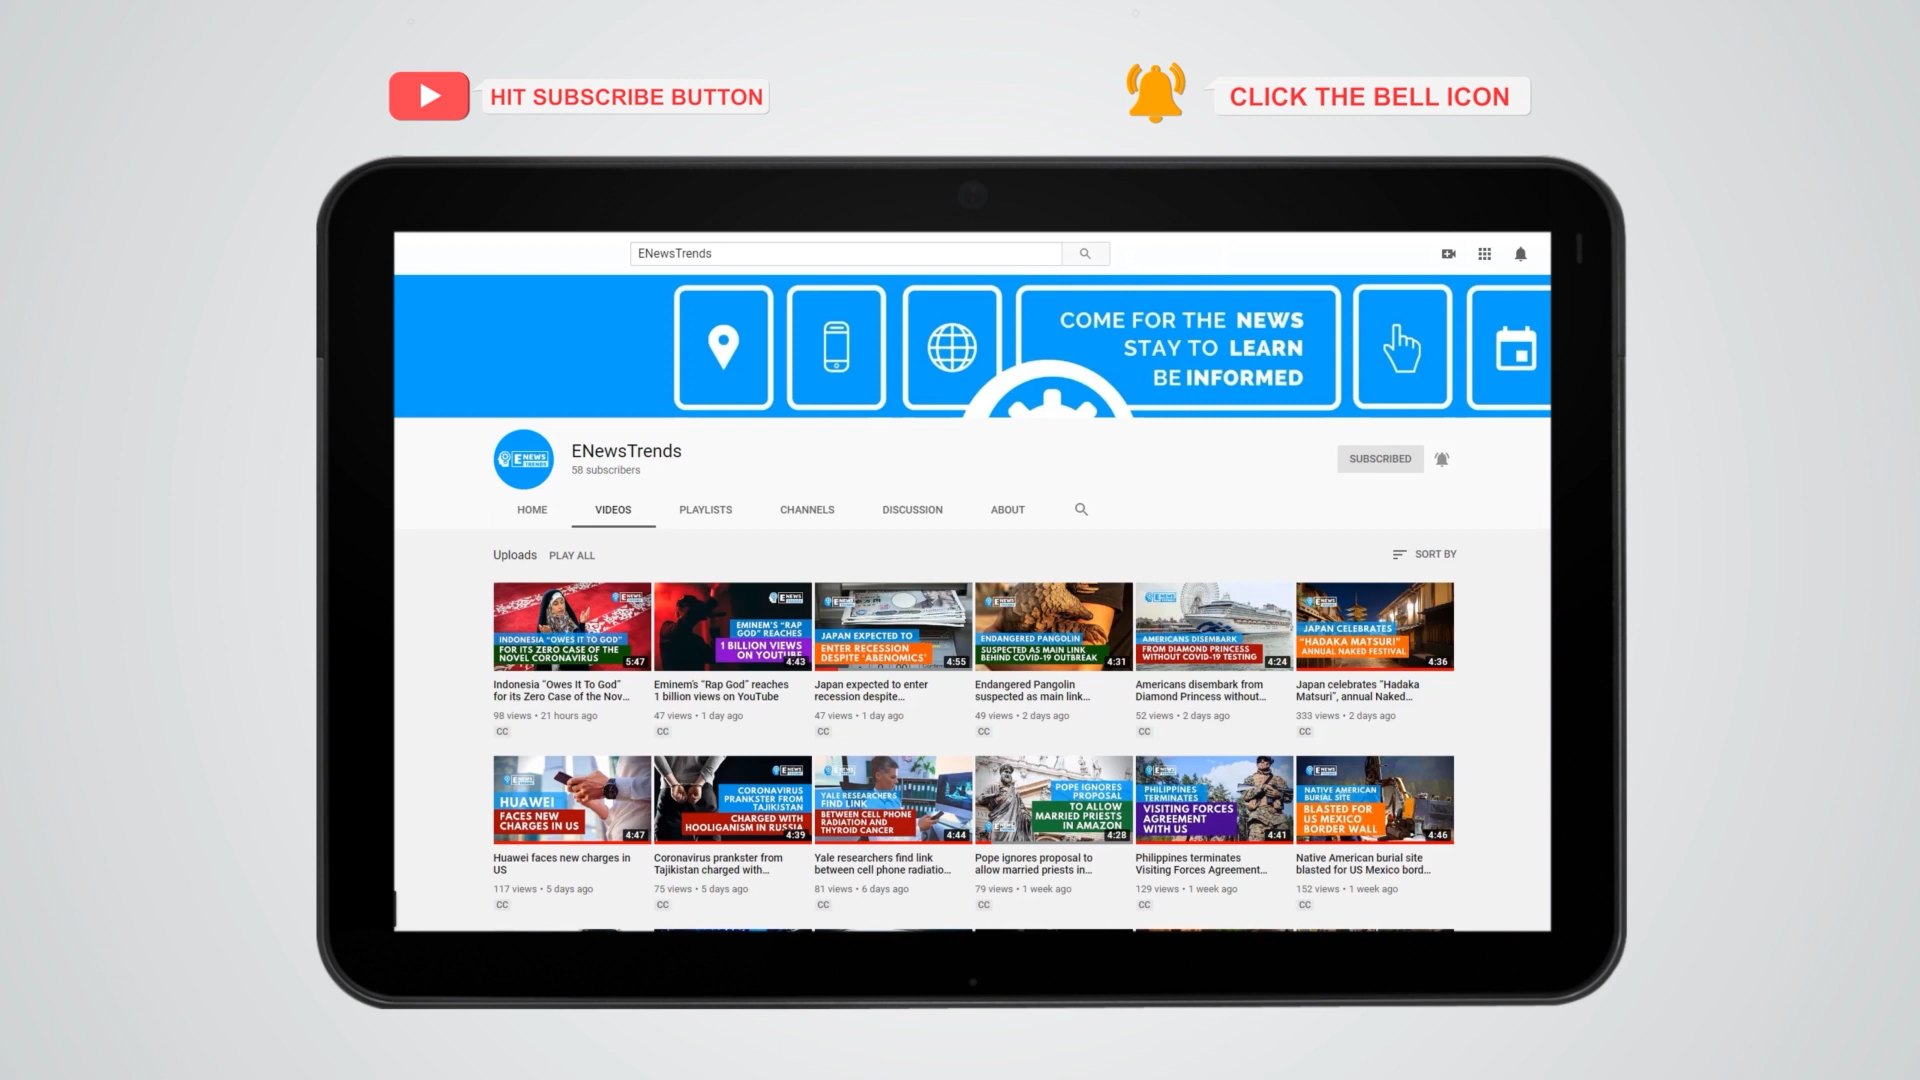 HIT SUBSCRIBE BUTTON
CLICK THE BELL ICON
ENewsTrends
COME FOR THE NEWS
STAY TO LEARN
BE INFORMED
E NEWS
TRENDS
ENewsTrends
58 subscribers
SUBSCRIBED
HOME VIDEOS PLAYLISTS CHANNELS DISCUSSION ABOUT
Uploads PLAY ALL
SORT BY
INDONESIA "OWES IT TO GOD"
FOR ITS ZERO CASE OF THE
NOVEL CORONAVIRUS
5:47
Indonesia "Owes It To God"
for its Zero Case of the Nov...
98 views • 21 hours ago
CC
EMINEM'S "RAP
GOD" REACHES
1 BILLION VIEWS
ON YOUTUBE
4:43
Eminem's "Rap God" reaches
1 billion views on YouTube
47 views • 1 day ago
CC
JAPAN EXPECTED TO
ENTER RECESSION
DESPITE 'ABENOMICS'
4:55
Japan expected to enter
recession despite...
47 views • 1 day ago
CC
ENDANGERED PANGOLIN
SUSPECTED AS MAIN LINK
BEHIND COVID-19 OUTBREAK
4:31
Endangered Pangolin
suspected as main link...
49 views • 2 days ago
CC
AMERICANS DISEMBARK
FROM DIAMOND PRINCESS
WITHOUT COVID-19 TESTING
4:24
Americans disembark from
Diamond Princess without...
52 views • 2 days ago
CC
JAPAN CELEBRATES
"HADAKA MATSURI"
ANNUAL NAKED FESTIVAL
4:36
Japan celebrates "Hadaka
Matsuri", annual Naked...
333 views • 2 days ago
CC
HUAWEI
FACES NEW
CHARGES IN US
4:47
Huawei faces new charges in
US
117 views • 5 days ago
CC
CORONAVIRUS
PRANKSTER FROM
TAJIKISTAN
CHARGED WITH
HOOLIGANISM IN RUSSIA
4:39
Coronavirus prankster from
Tajikistan charged with...
75 views • 5 days ago
CC
YALE RESEARCHERS
FIND LINK
BETWEEN CELL PHONE
RADIATION AND
THYROID CANCER
4:44
Yale researchers find link
between cell phone radiatio...
81 views • 6 days ago
CC
POPE IGNORES
PROPOSAL
TO ALLOW
MARRIED PRIESTS
IN AMAZON
4:28
Pope ignores proposal to
allow married priests in...
79 views • 1 week ago
CC
PHILIPPINES
TERMINATES
VISITING FORCES
AGREEMENT
WITH US
4:41
Philippines terminates
Visiting Forces Agreement...
129 views • 1 week ago
CC
NATIVE AMERICAN
BURIAL SITE
BLASTED FOR
US MEXICO
BORDER WALL
4:46
Native American burial site
blasted for US Mexico bord...
152 views • 1 week ago
CC